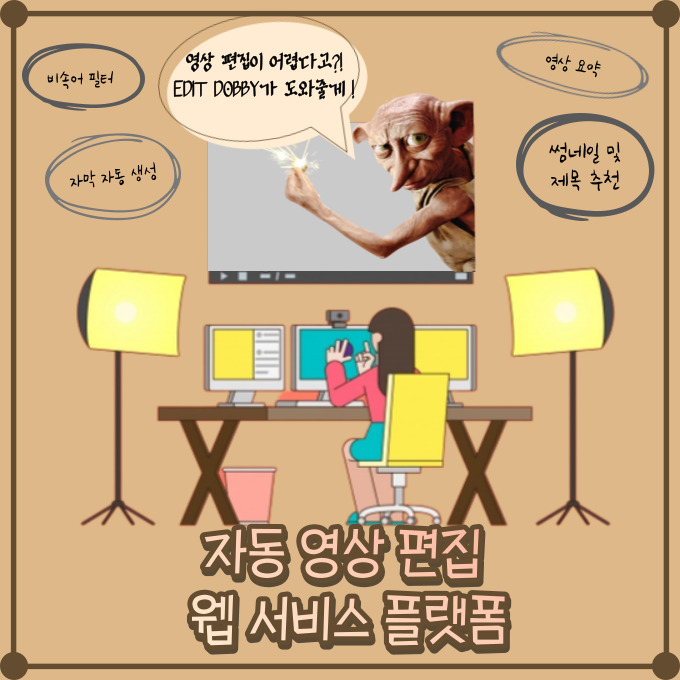 영상 편집이 어렵다고?!
EDIT DOBBY가 도와줄게!
비속어 필터
영상 요약
자막 자동 생성
썸네일 및
제목 추천
자동 영상 편집
웹 서비스 플랫폼